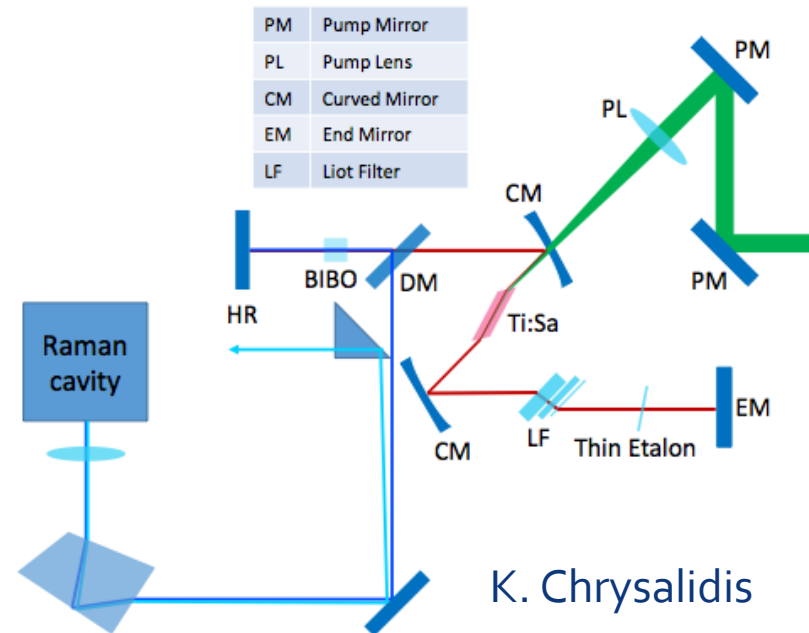 PM Pump Mirror
PL Pump Lens
CM Curved Mirror
EM End Mirror
LF Liot Filter
PM
PL
CM
PM
BIBO
DM
HR
Ti:Sa
Raman
cavity
EM
LF
CM
Thin Etalon
K. Chrysalidis